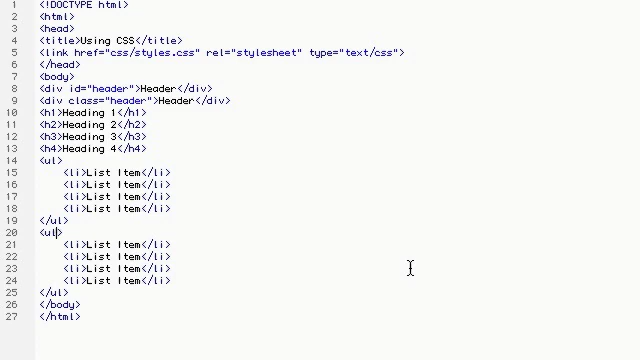 1 <!DOCTYPE html>
2 <html>
3 <head>
4 <title>Using CSS</title>
5 <link href="css/styles.css" rel="stylesheet" type="text/css">
6 </head>
7 <body>
8 <div id="header">Header</div>
9 <div class="header">Header</div>
10 <h1>Heading 1</h1>
11 <h2>Heading 2</h2>
12 <h3>Heading 3</h3>
13 <h4>Heading 4</h4>
14 <ul>
15     <li>List Item</li>
16     <li>List Item</li>
17     <li>List Item</li>
18     <li>List Item</li>
19 </ul>
20 <ul>
21     <li>List Item</li>
22     <li>List Item</li>
23     <li>List Item</li>
24     <li>List Item</li>
25 </ul>
26 </body>
27 </html>